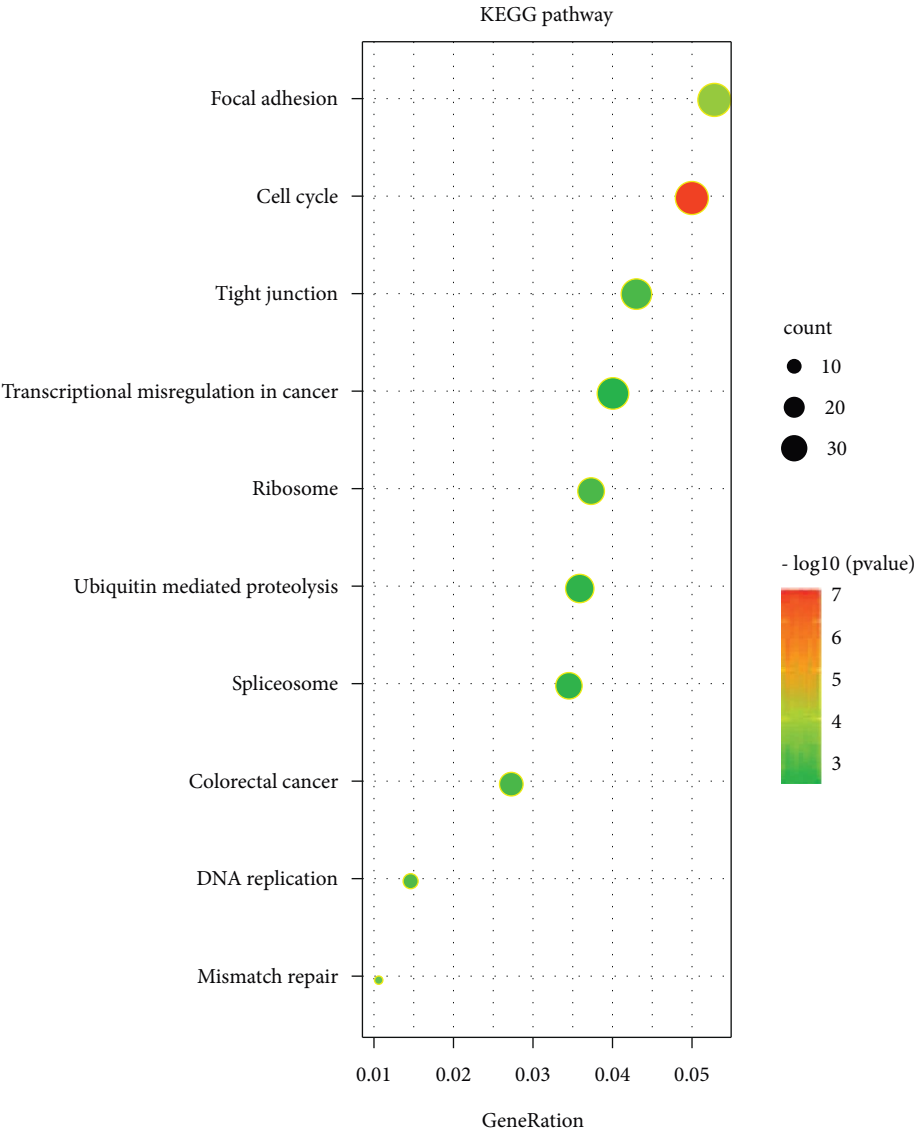 KEGG pathway
Focal adhesion
Cell cycle
Tight junction
Transcriptional misregulation in cancer
Ribosome
Ubiquitin mediated proteolysis
Spliceosome
Colorectal cancer
DNA replication
Mismatch repair
0.01 0.02 0.03 0.04 0.05
GeneRation
count
10
20
30
- log10 (pvalue)
7
6
5
4
3